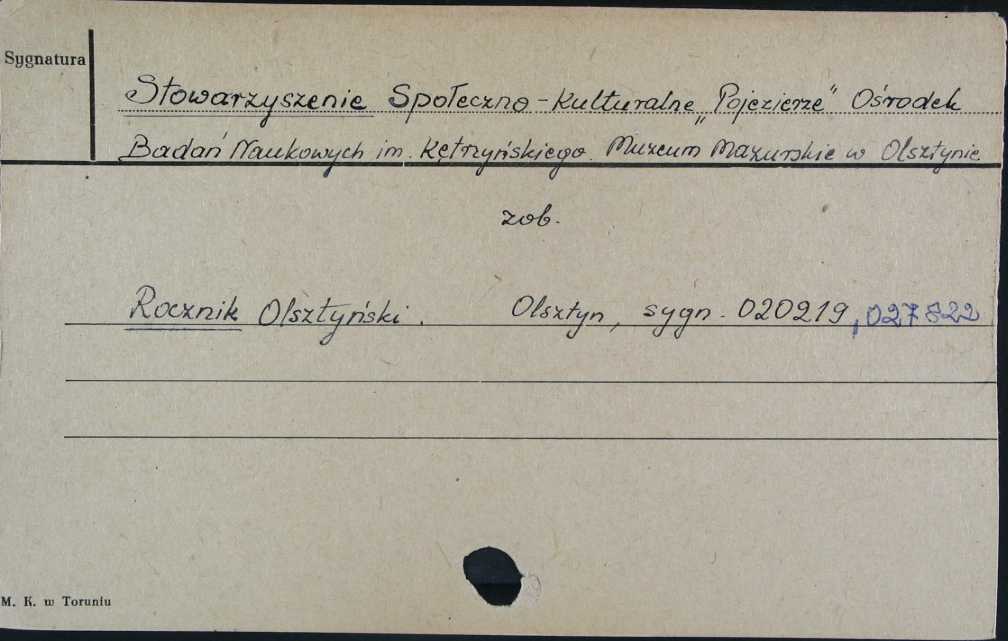 Sygnatura
Stowarzyszenie Społeczno-Kulturalne „Pojezierze" Ośrodek
Badań Naukowych im. Kętrzyńskiego. Muzeum Mazurskie w Olsztynie
zob.
Rocznik Olsztyński. Olsztyn, sygn. 020219, 027822
M. K. w Toruniu